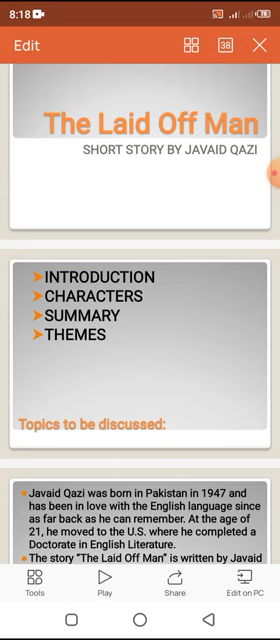 8:18
78
Edit
38
The Laid Off Man
SHORT STORY BY JAVAID QAZI
INTRODUCTION
CHARACTERS
SUMMARY
THEMES
Topics to be discussed:
Javaid Qazi was born in Pakistan in 1947 and
has been in love with the English language since
as far back as he can remember. At the age of
21, he moved to the U.S. where he completed a
Doctorate in English Literature.
The story "The Laid Off Man" is written by Javaid
Tools
Play
Share
Edit on PC